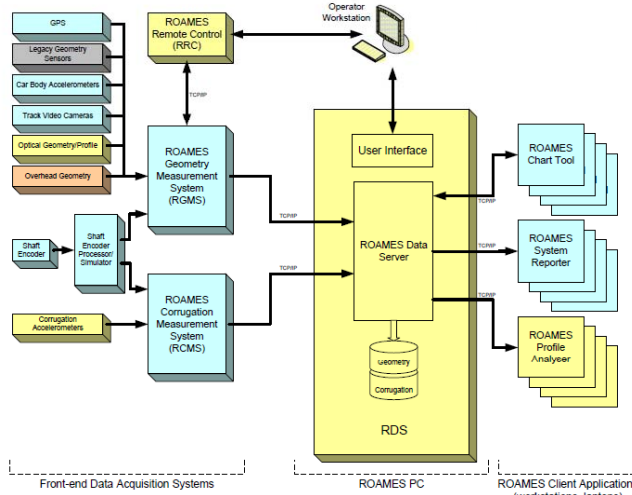 GPS
Legacy Geometry
Sensors
Car Body Accelerometers
Track Video Cameras
Optical Geometry/Profile
Overhead Geometry
Shaft
Encoder
Shaft
Encoder
Processor/
Simulator
Corrugation
Accelerometers
ROAMES
Remote Control
(RRC)
TCP/IP
ROAMES
Geometry
Measurement
System
(RGMS)
ROAMES
Corrugation
Measurement
System
(RCMS)
TCP/IP
TCP/IP
Operator
Workstation
User Interface
ROAMES Data
Server
Geometry
Corrugation
RDS
TCP/IP
TCP/IP
TCP/IP
ROAMES
Chart Tool
ROAMES
System
Reporter
ROAMES
Profile
Analyser
Front-end Data Acquisition Systems
ROAMES PC
ROAMES Client Application
(workstations, laptops)